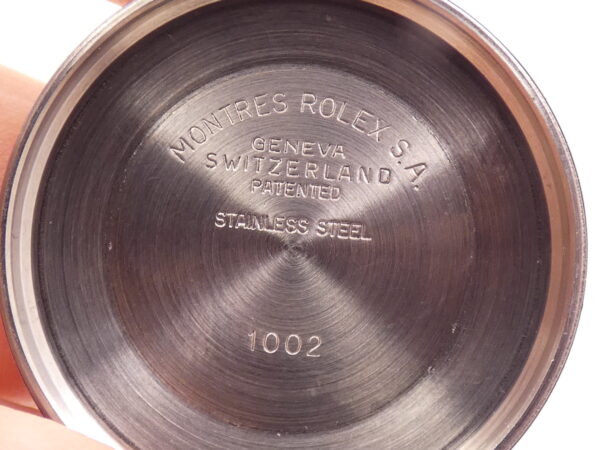 MONTRES ROLEX S.A.
GENEVA
SWITZERLAND
PATENTED
STAINLESS STEEL
1002